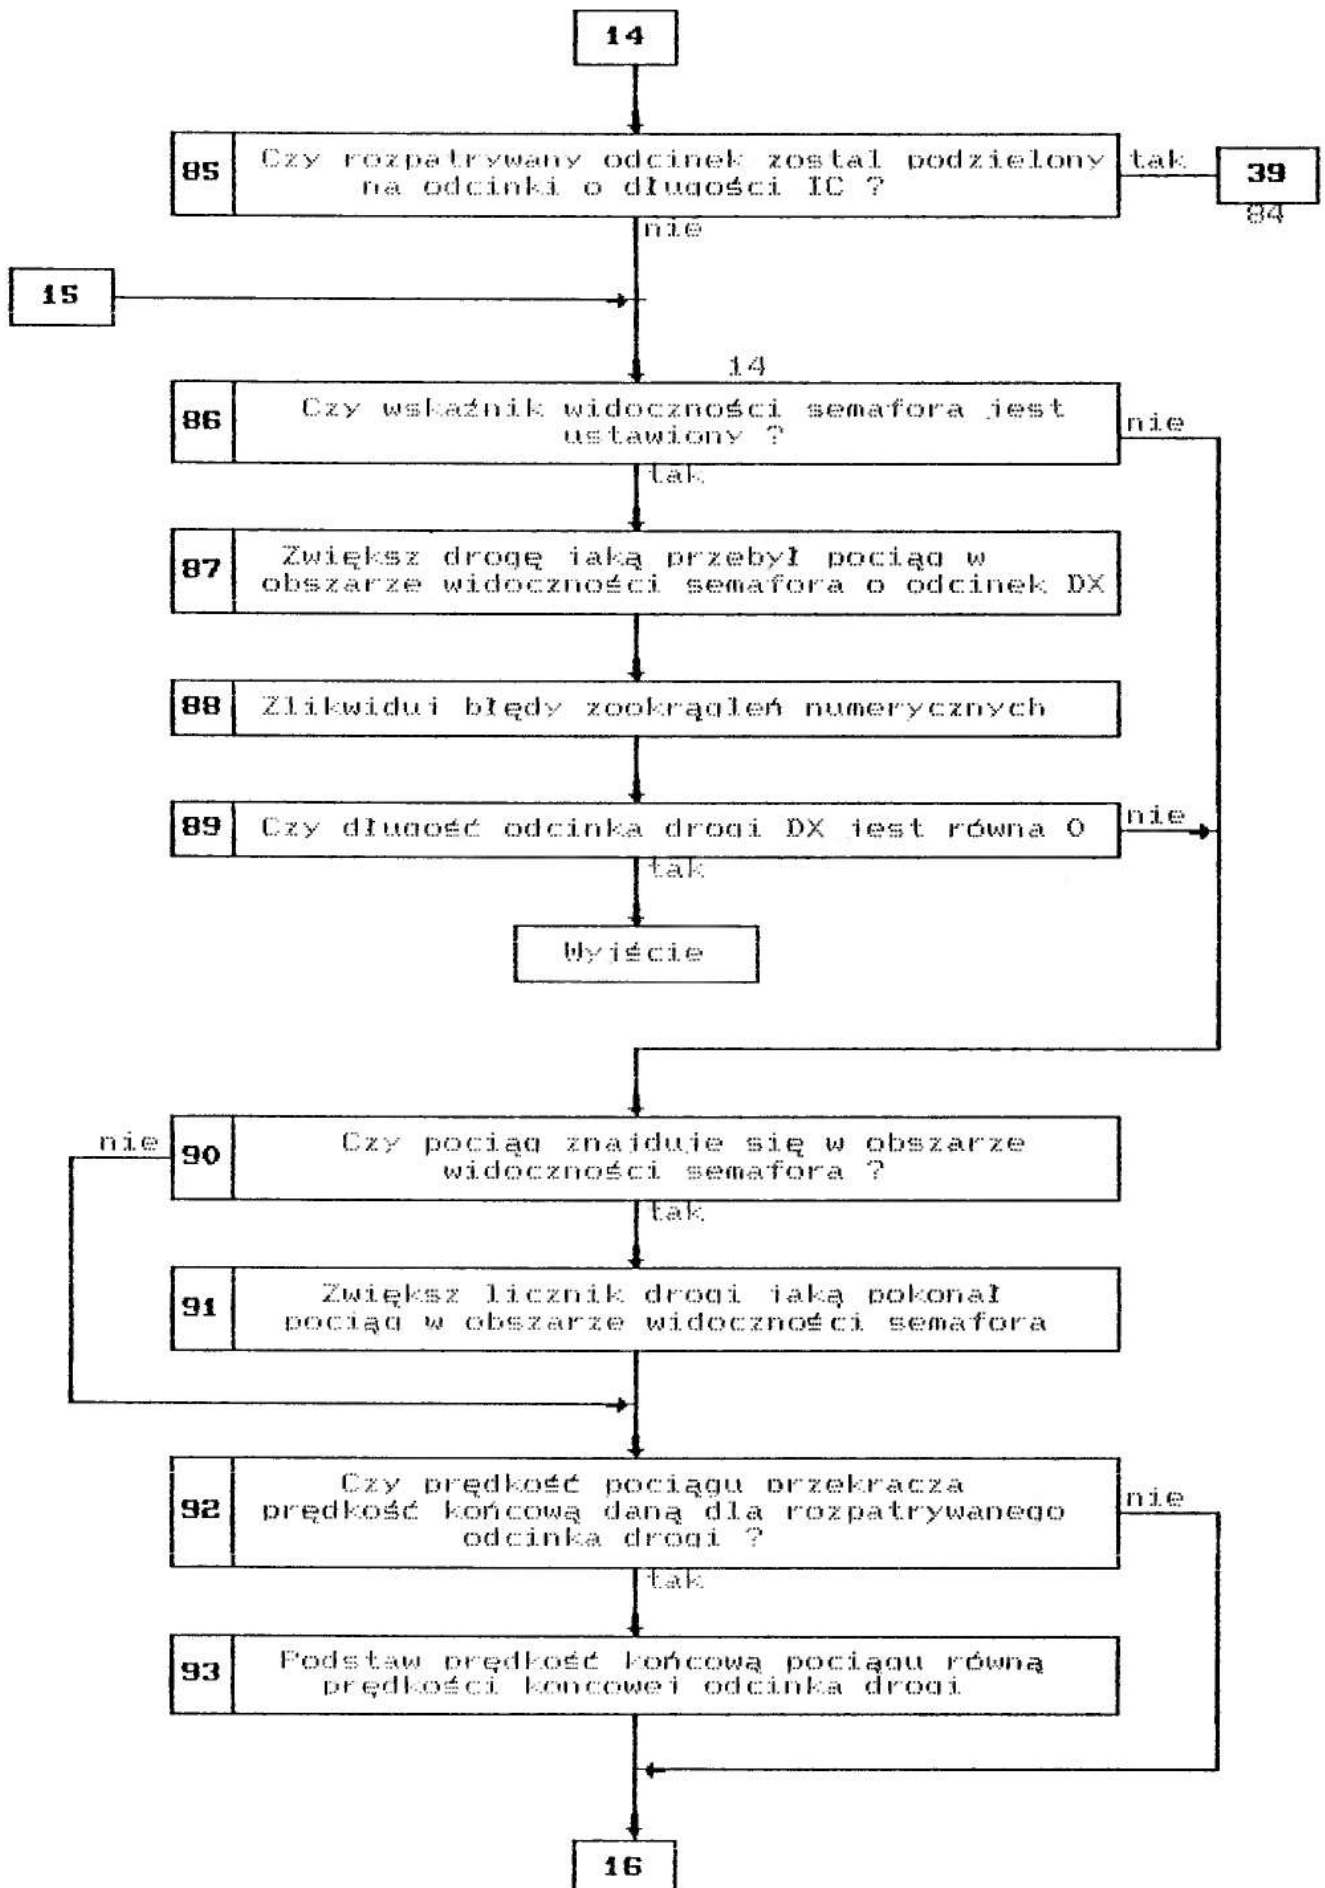 14
85 Czy rozpatrywany odcinek został podzielony tak
na odcinki o długości IC ?
39
84
nie
15
14
86 Czy wskaźnik widoczności semafora jest nie
ustawiony ?
tak
87 Zwiększ drogę jaką przebył pociąg w
obszarze widoczności semafora o odcinek DX
88 Zlikwiduj błędy zookrągleń numerycznych
89 Czy długość odcinka drogi DX jest równa 0 nie
tak
Wyjście
nie 90 Czy pociąg znajduje się w obszarze
widoczności semafora ?
tak
91 Zwiększ licznik drogi jaką pokonał
pociąg w obszarze widoczności semafora
92 Czy prędkość pociągu przekracza nie
prędkość końcową daną dla rozpatrywanego
odcinka drogi ?
tak
93 Podstaw prędkość końcową pociągu równą
prędkości koncowej odcinka drogi
16